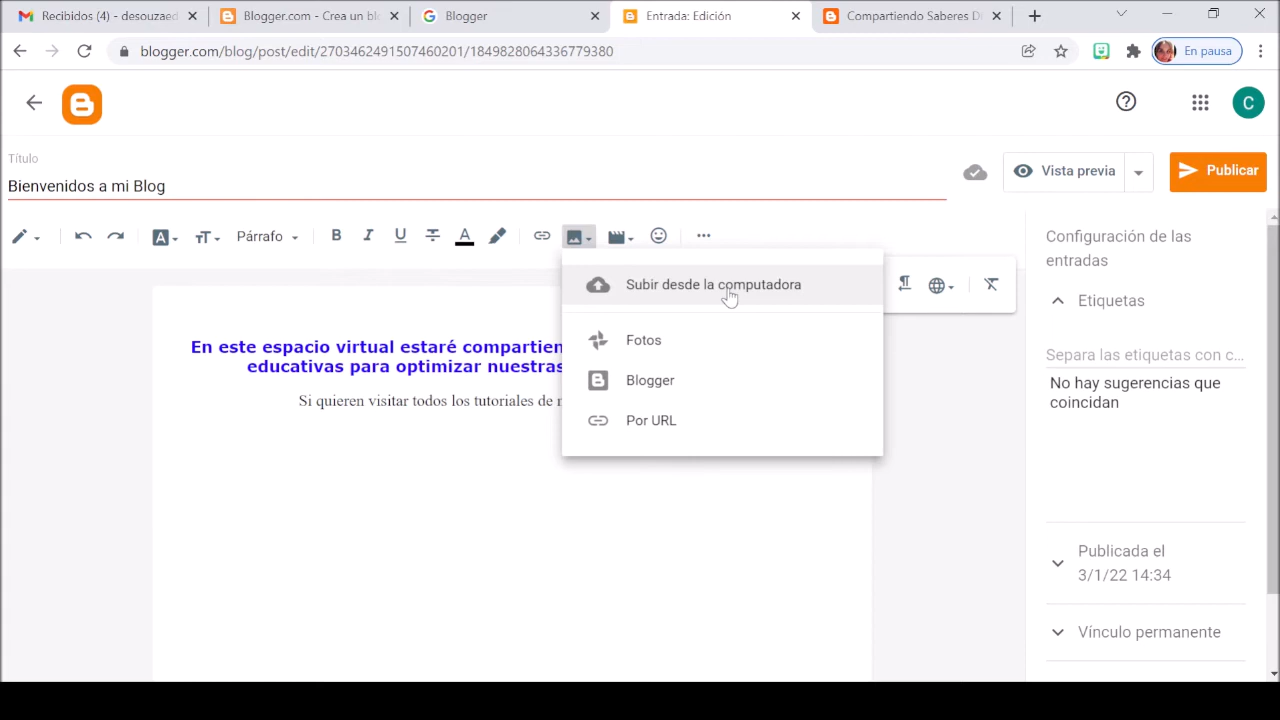 Recibidos (4) - desouzaed
Blogger.com - Crea un blo
Blogger
Entrada: Edición
Compartiendo Saberes D
blogger.com/blog/post/edit/2703462491507460201/1849828064336779380
En pausa
C
Título
Bienvenidos a mi Blog
Vista previa
Publicar
Párrafo
B
I
U
A
Subir desde la computadora
Fotos
Blogger
Por URL
En este espacio virtual estaré compartien
educativas para optimizar nuestras
Si quieren visitar todos los tutoriales de
Configuración de las
entradas
Etiquetas
Separa las etiquetas con c...
No hay sugerencias que
coincidan
Publicada el
3/1/22 14:34
Vínculo permanente